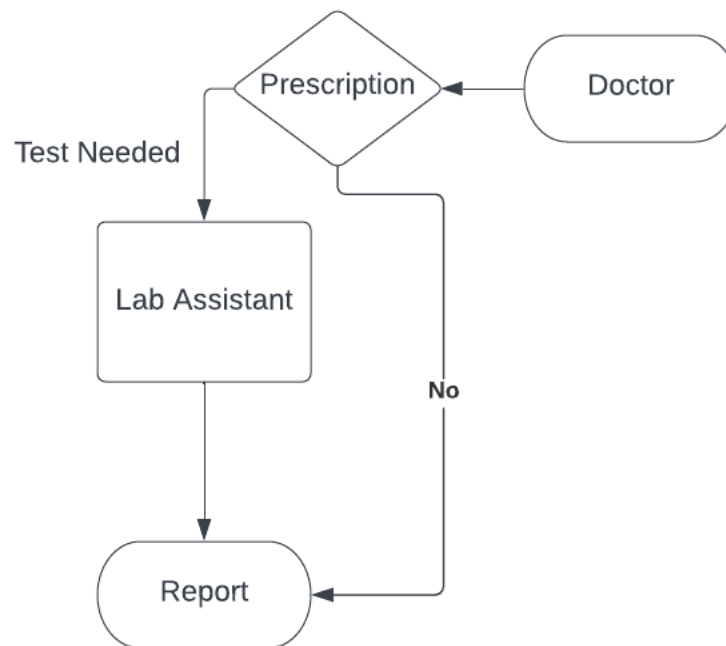 Prescription
Doctor
Test Needed
Lab Assistant
No
Report